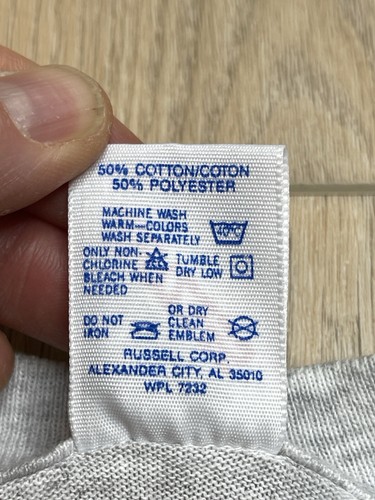 50% COTTON/COTON
50% POLYESTER
MACHINE WASH
WARM—COLORS
WASH SEPARATELY
ONLY NON-
CHLORINE
BLEACH WHEN
NEEDED
TUMBLE
DRY LOW
DO NOT
IRON
OR DRY
CLEAN
EMBLEM
RUSSELL CORP.
ALEXANDER CITY, AL 35010
WPL 7232